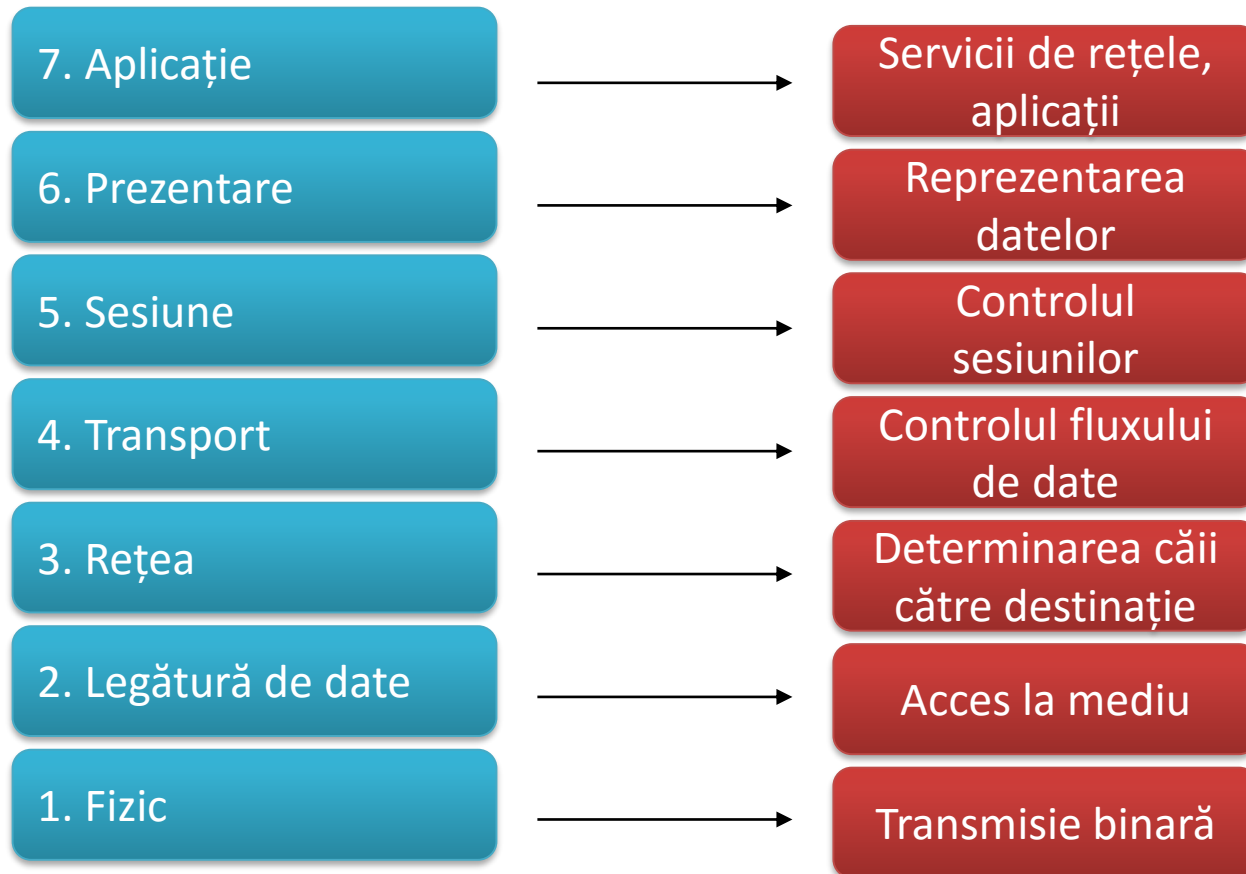 7. Aplicație
Servicii de rețele,
aplicații
6. Prezentare
Reprezentarea
datelor
5. Sesiune
Controlul
sesiunilor
4. Transport
Controlul fluxului
de date
3. Rețea
Determinarea căii
către destinație
2. Legătură de date
Acces la mediu
1. Fizic
Transmisie binară